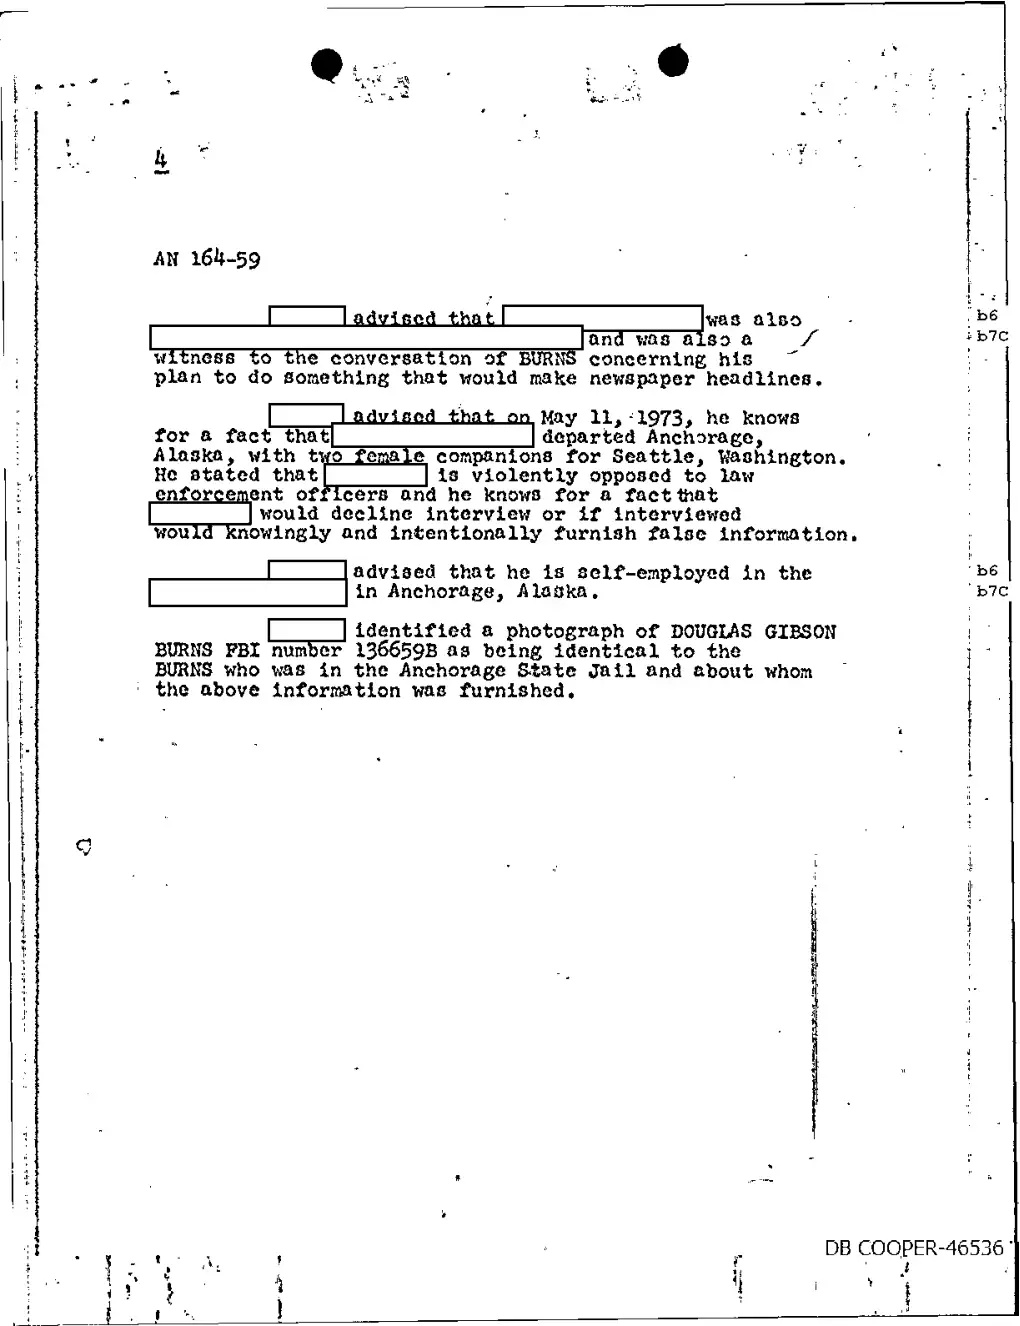 4
AN 164-59
advised that was also
and was also a
witness to the conversation of BURNS concerning his
plan to do something that would make newspaper headlines.
advised that on May 11, 1973, he knows
for a fact that departed Anchorage,
Alaska, with two female companions for Seattle, Washington.
He stated that is violently opposed to law
enforcement officers and he knows for a fact that
would decline interview or if interviewed
would knowingly and intentionally furnish false information.
advised that he is self-employed in the
in Anchorage, Alaska.
identified a photograph of DOUGLAS GIBSON
BURNS FBI number 136659B as being identical to the
BURNS who was in the Anchorage State Jail and about whom
the above information was furnished.
b6
b7C
b6
b7C
DB COOPER-46536